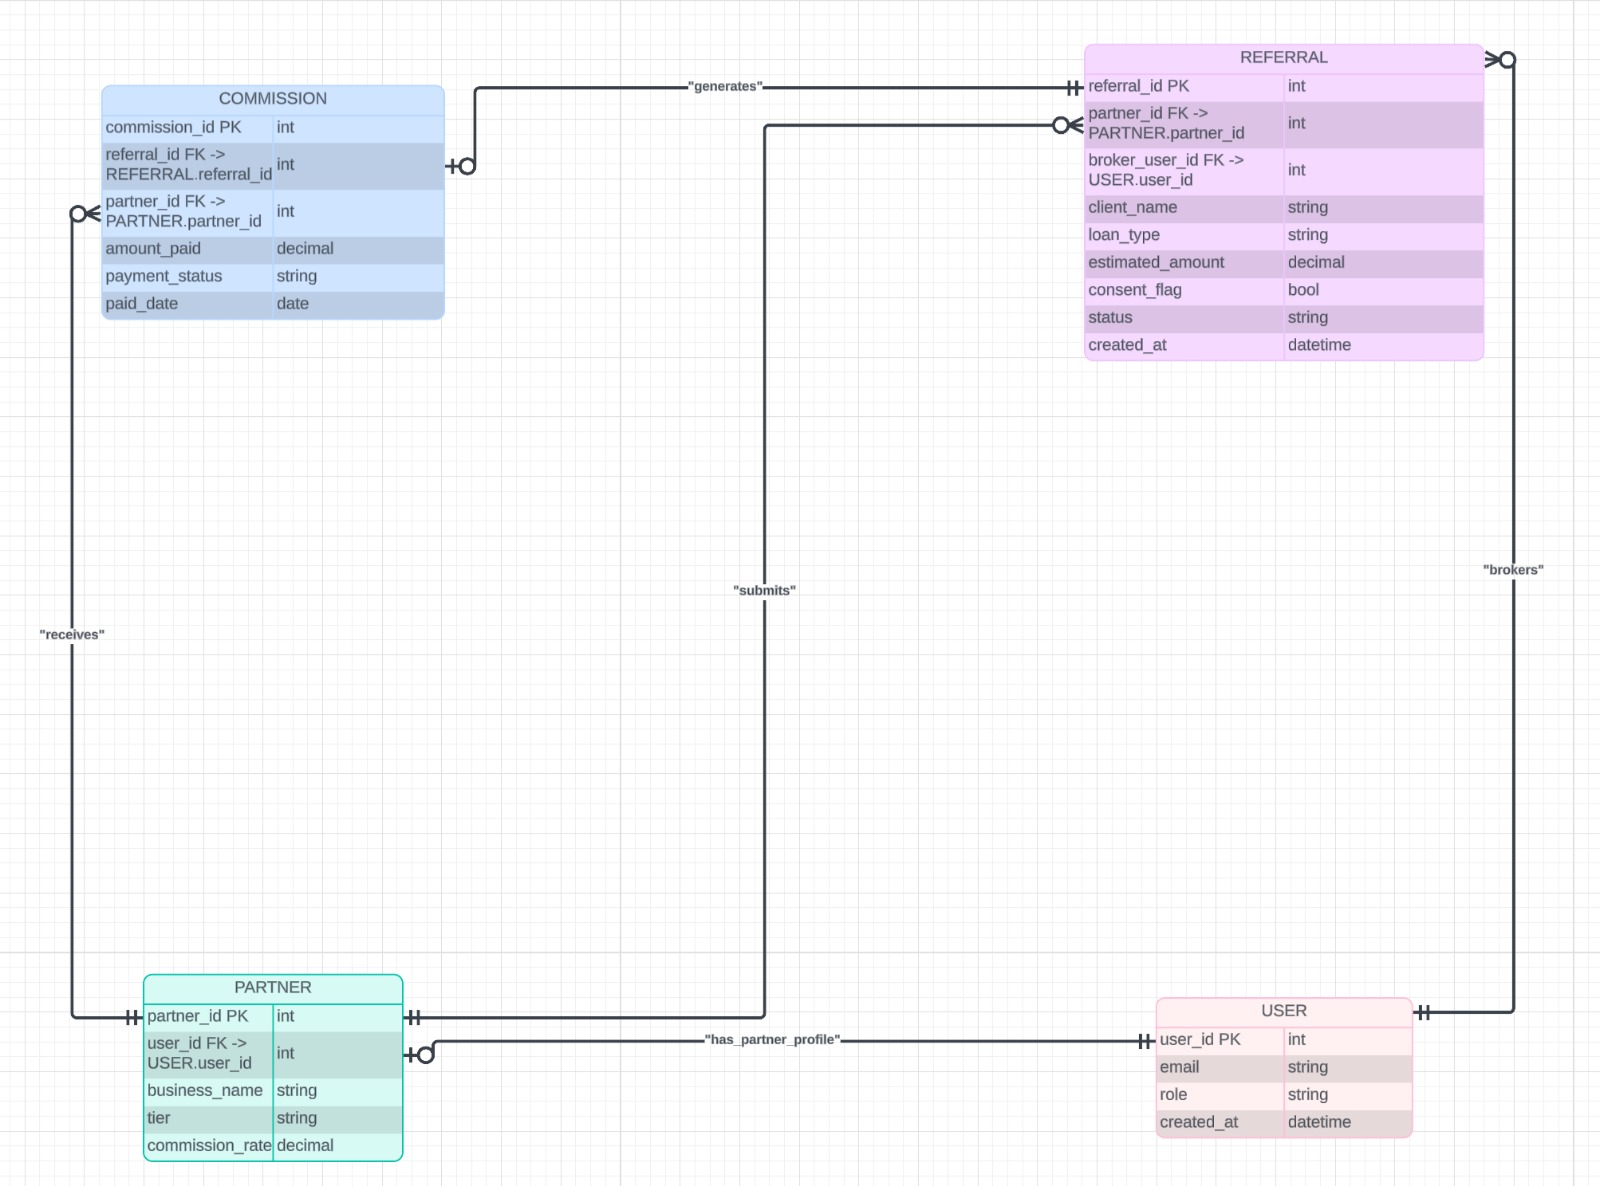 COMMISSION
commission_id PK int
referral_id FK ->
REFERRAL.referral_id
int
partner_id FK ->
PARTNER.partner_id
int
amount_paid decimal
payment_status string
paid_date date
"generates"
REFERRAL
referral_id PK int
partner_id FK ->
PARTNER.partner_id
int
broker_user_id FK ->
USER.user_id
int
client_name string
loan_type string
estimated_amount decimal
consent_flag bool
status string
created_at datetime
"brokers"
"submits"
"receives"
PARTNER
partner_id PK int
user_id FK ->
USER.user_id
int
business_name string
tier string
commission_rate decimal
"has_partner_profile"
USER
user_id PK int
email string
role string
created_at datetime